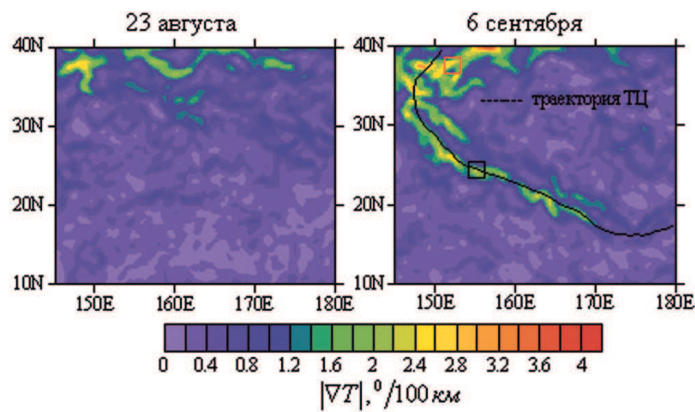 23 августа
6 сентября
40N
30N
20N
10N
150E
160E
170E
180E
40N
30N
20N
10N
150E
160E
170E
180E
траектория ТЦ
0 0.4 0.8 1.2 1.6 2 2.4 2.8 3.2 3.6 4
|∇T|, ⁰/100 км